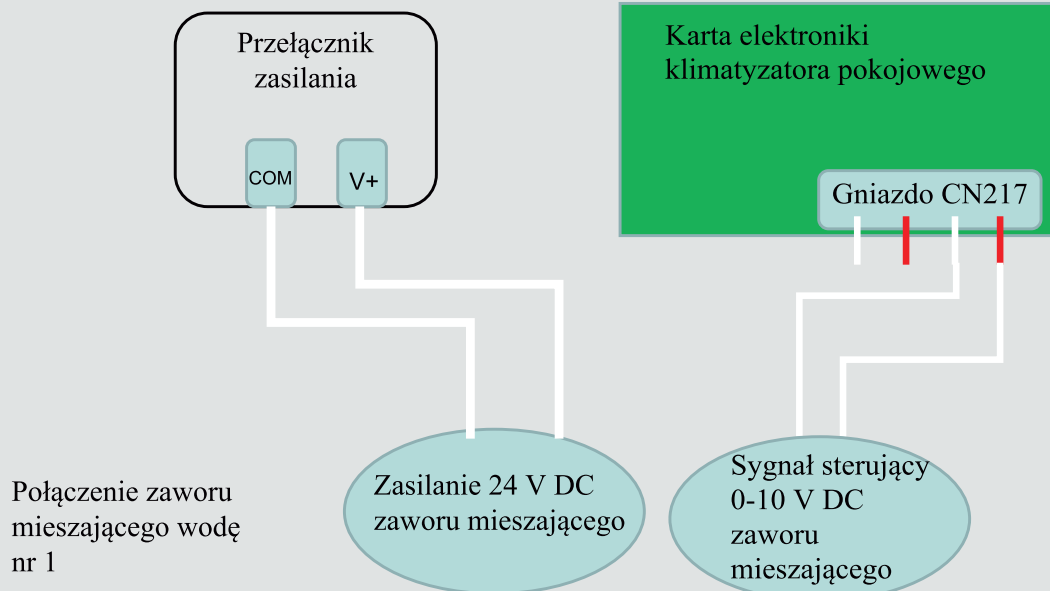 Przełącznik
zasilania
COM
V+
Karta elektroniki
klimatyzatora pokojowego
Gniazdo CN217
Połączenie zaworu
mieszającego wodę
nr 1
Zasilanie 24 V DC
zaworu mieszającego
Sygnał sterujący
0-10 V DC
zaworu
mieszającego